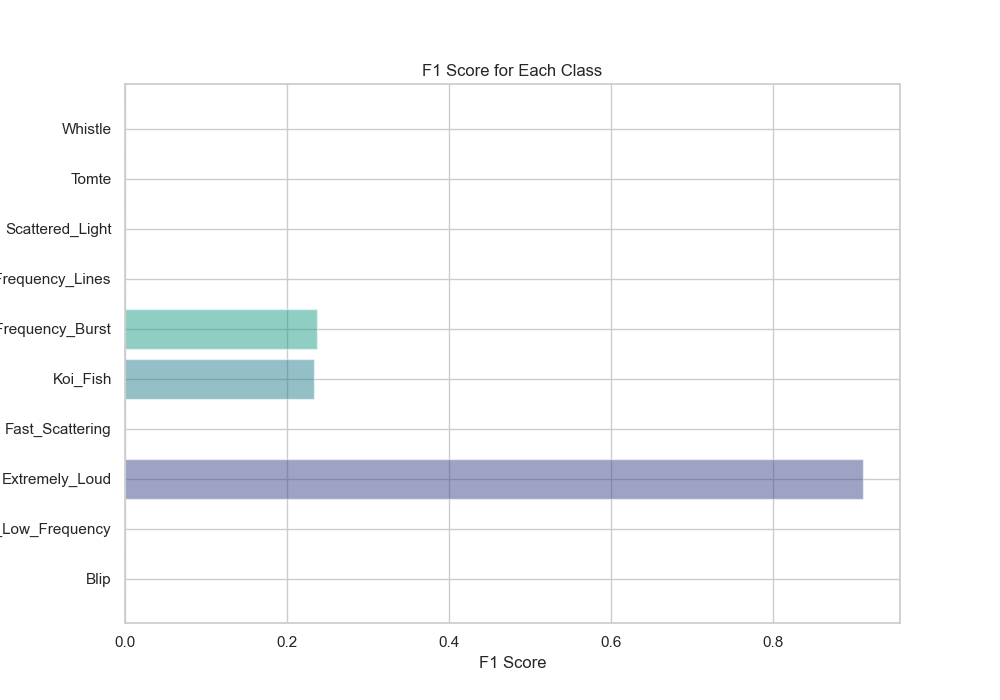 F1 Score for Each Class
Whistle
Tomte
Scattered_Light
Frequency_Lines
Frequency_Burst
Koi_Fish
Fast_Scattering
Extremely_Loud
_Low_Frequency
Blip
0.0 0.2 0.4 0.6 0.8
F1 Score